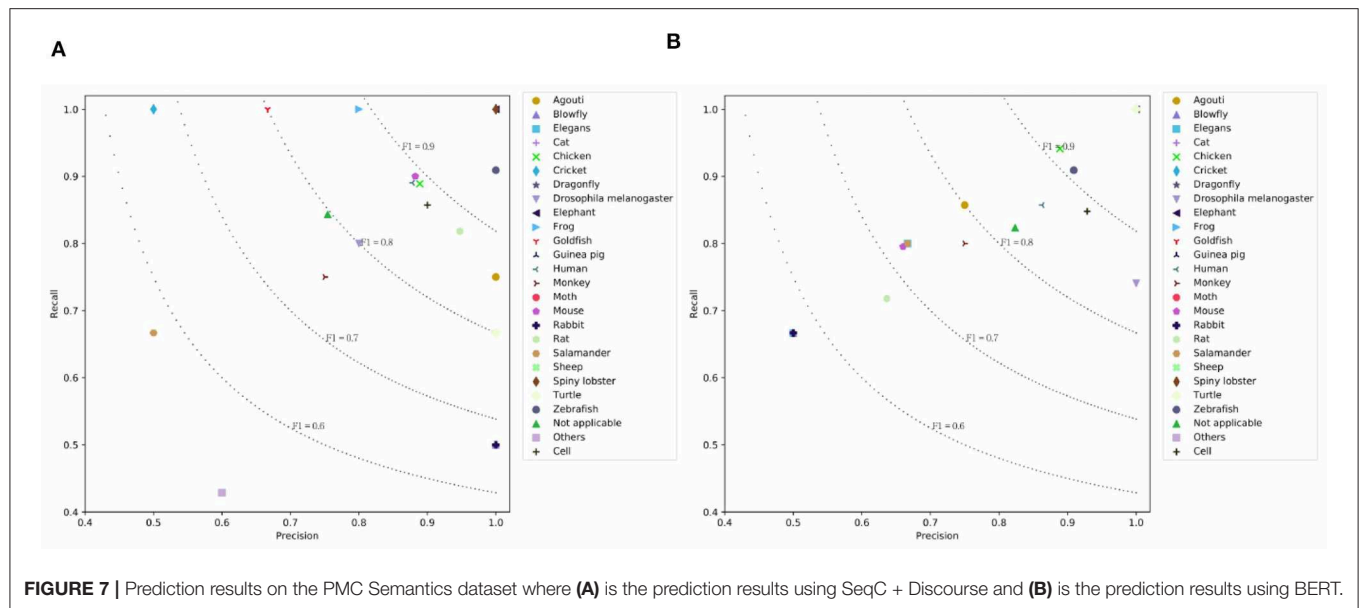 A
1.0
0.9
0.8
0.7
0.6
0.5
0.4
Recall
0.4 0.5 0.6 0.7 0.8 0.9 1.0
Precision
F1 = 0.9
F1 = 0.8
F1 = 0.7
F1 = 0.6
Agouti
Blowfly
Elegans
Cat
Chicken
Cricket
Dragonfly
Drosophila melanogaster
Elephant
Frog
Goldfish
Guinea pig
Human
Monkey
Moth
Mouse
Rabbit
Rat
Salamander
Sheep
Spiny lobster
Turtle
Zebrafish
Not applicable
Others
Cell
B
1.0
0.9
0.8
0.7
0.6
0.5
0.4
Recall
0.4 0.5 0.6 0.7 0.8 0.9 1.0
Precision
F1 = 0.9
F1 = 0.8
F1 = 0.7
F1 = 0.6
Agouti
Blowfly
Elegans
Cat
Chicken
Cricket
Dragonfly
Drosophila melanogaster
Elephant
Frog
Goldfish
Guinea pig
Human
Monkey
Moth
Mouse
Rabbit
Rat
Salamander
Sheep
Spiny lobster
Turtle
Zebrafish
Not applicable
Others
Cell
FIGURE 7 | Prediction results on the PMC Semantics dataset where (A) is the prediction results using SeqC + Discourse and (B) is the prediction results using BERT.